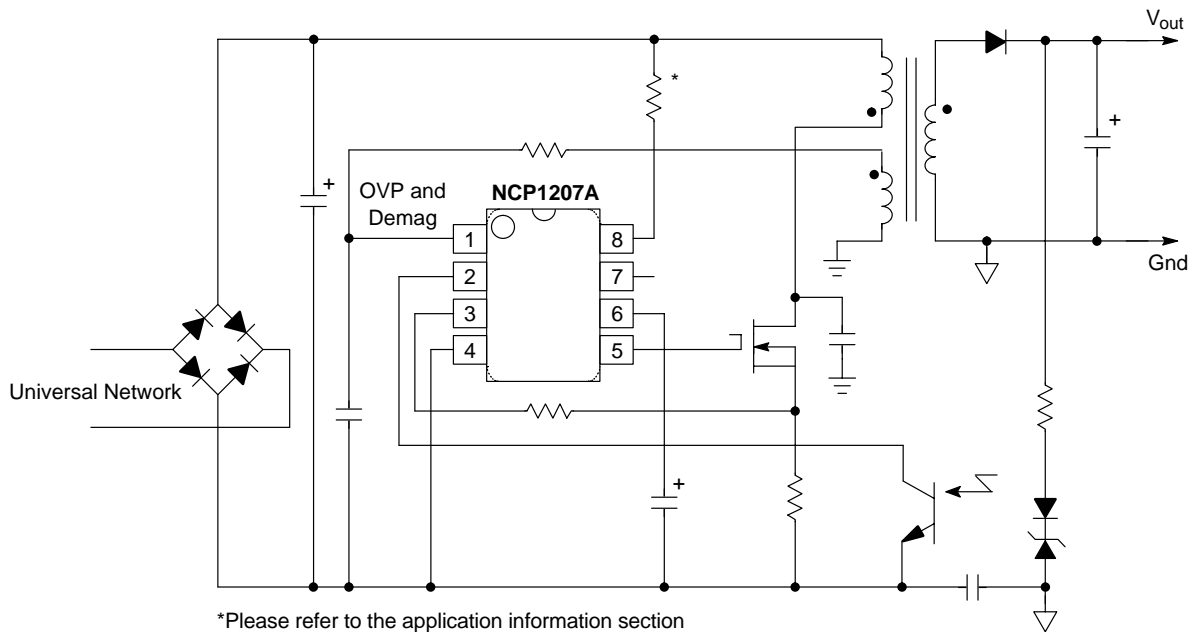 Vout
*
+
+
OVP and
Demag
NCP1207A
1
8
2
7
3
6
4
5
Gnd
Universal Network
+
*Please refer to the application information section